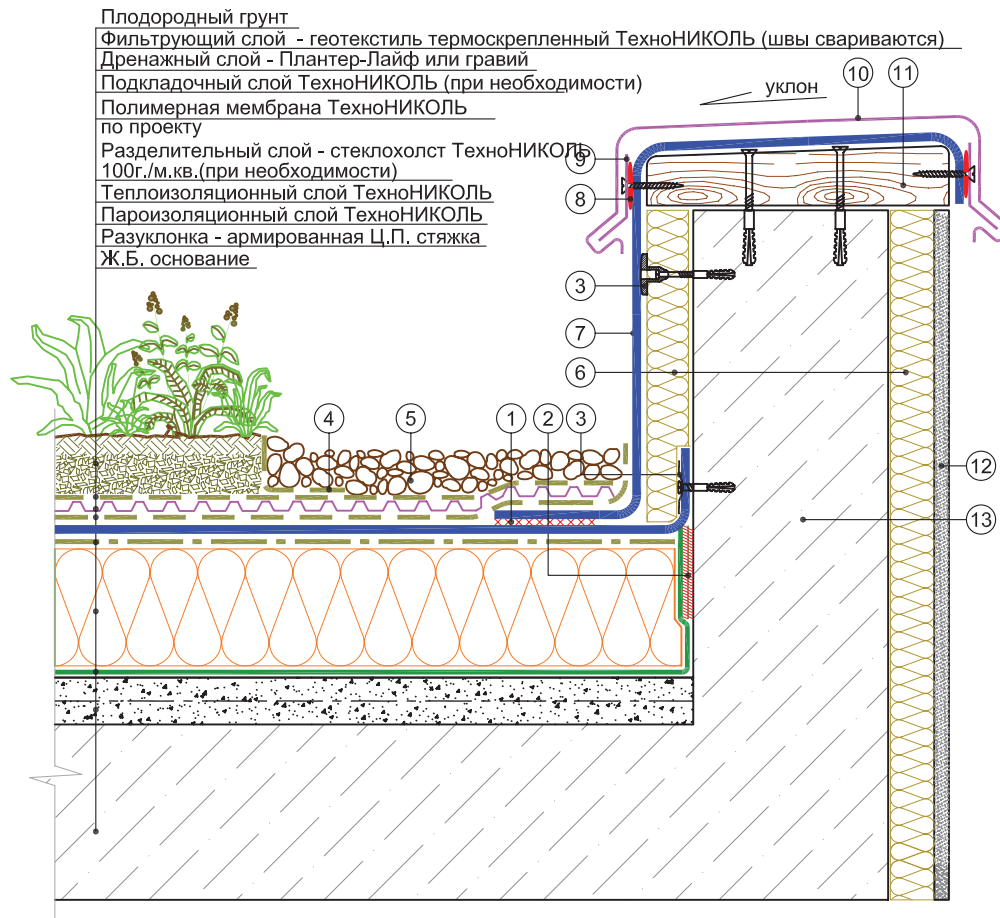 Плодородный грунт
Фильтрующий слой - геотекстиль термоскрепленный ТехноНИКОЛЬ (швы свариваются)
Дренажный слой - Плантер-Лайф или гравий
Подкладочный слой ТехноНИКОЛЬ (при необходимости)
Полимерная мембрана ТехноНИКОЛЬ
по проекту
Разделительный слой - стеклохолст ТехноНИКОЛЬ
100г./м.кв.(при необходимости)
Теплоизоляционный слой ТехноНИКОЛЬ
Пароизоляционный слой ТехноНИКОЛЬ
Разуклонка - армированная Ц.П. стяжка
Ж.Б. основание
уклон
10
11
9
8
3
7
6
4
5
1
2
3
12
13